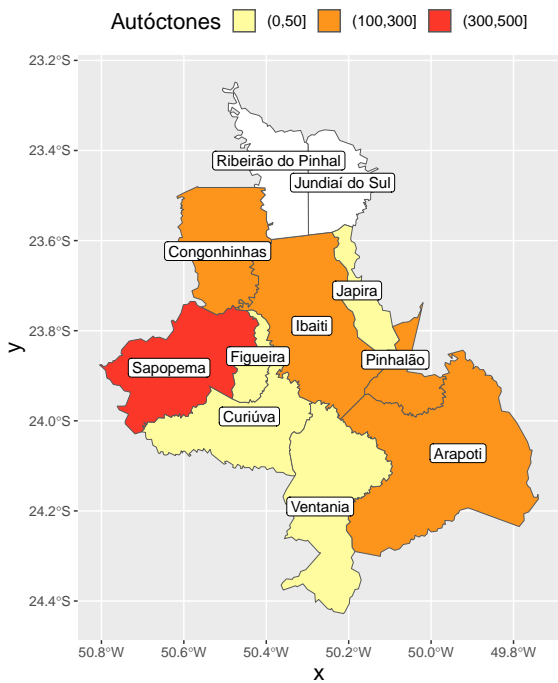 Autóctones (0,50] (100,300] (300,500]
23.2°S
23.4°S
23.6°S
23.8°S
24.0°S
24.2°S
24.4°S
y
Ribeirão do Pinhal
Jundiaí do Sul
Congonhinhas
Japira
Ibaiti
Figueira
Pinhalão
Sapopema
Curiúva
Arapoti
Ventania
50.8°W 50.6°W 50.4°W 50.2°W 50.0°W 49.8°W
x